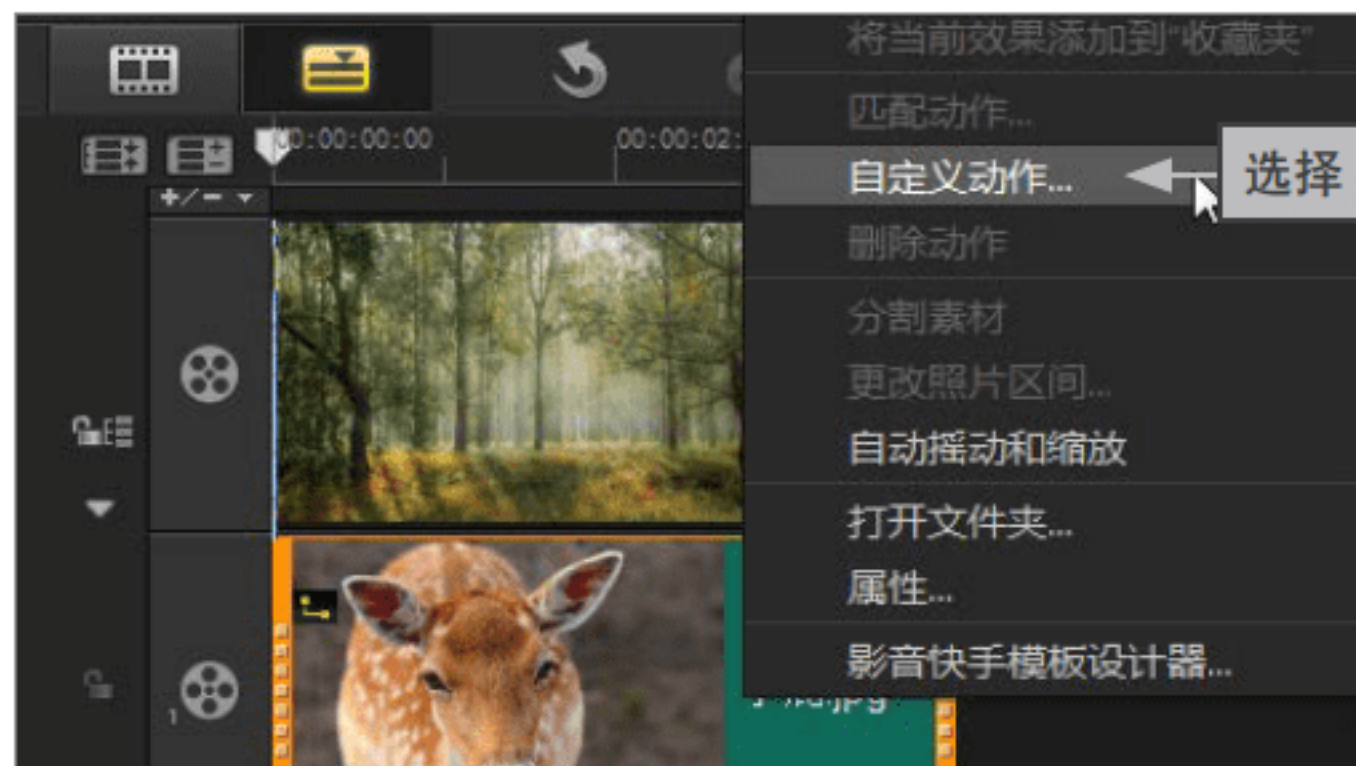 将当前效果添加到“收藏夹”
匹配动作...
00:00:00:00
00:00:02:
自定义动作...
选择
删除动作
分割素材
更改照片区间...
自动摇动和缩放
打开文件夹...
属性...
影音快手模板设计器...
.jpg
1